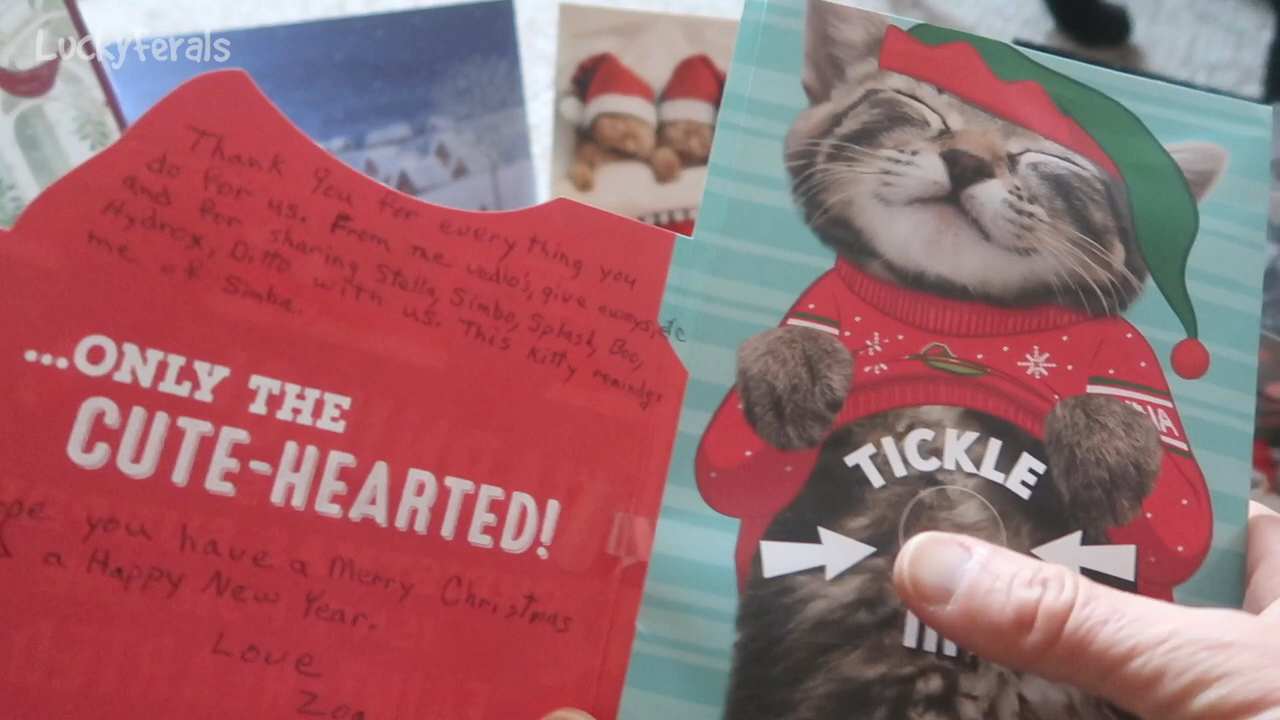 Luckyferals
Thank you for every thing you
do for us. From the vedio's, give aways, etc
and for sharing Stella, Simba, Splash, Boo,
Hydrox, Ditto with us. This Kitty reminds
me of Simba.
...ONLY THE
CUTE-HEARTED!
you have a Merry Christmas
a Happy New Year.
Love
TICKLE